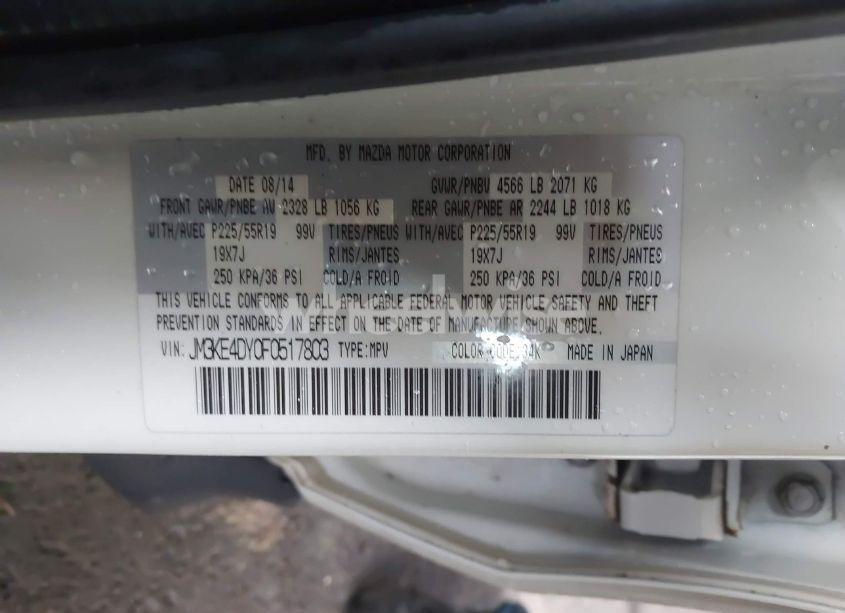 MFD. BY MAZDA MOTOR CORPORATION
DATE 08/14 GVWR/PNBV 4566 LB 2071 KG
FRONT GAWR/PNBE AV 2328 LB 1056 KG REAR GAWR/PNBE AR 2244 LB 1018 KG
WITH/AVEC P225/55R19 99V TIRES/PNEUS WITH/AVEC P225/55R19 99V TIRES/PNEUS
19X7J RIMS/JANTES 19X7J RIMS/JANTES
250 KPA/36 PSI COLD/A FROID 250 KPA/36 PSI COLD/A FROID
THIS VEHICLE CONFORMS TO ALL APPLICABLE FEDERAL MOTOR VEHICLE SAFETY AND THEFT
PREVENTION STANDARDS IN EFFECT ON THE DATE OF MANUFACTURE SHOWN ABOVE.
VIN: JM3KE4DY0F0517803 TYPE:MPV COLOR CODE:34K MADE IN JAPAN